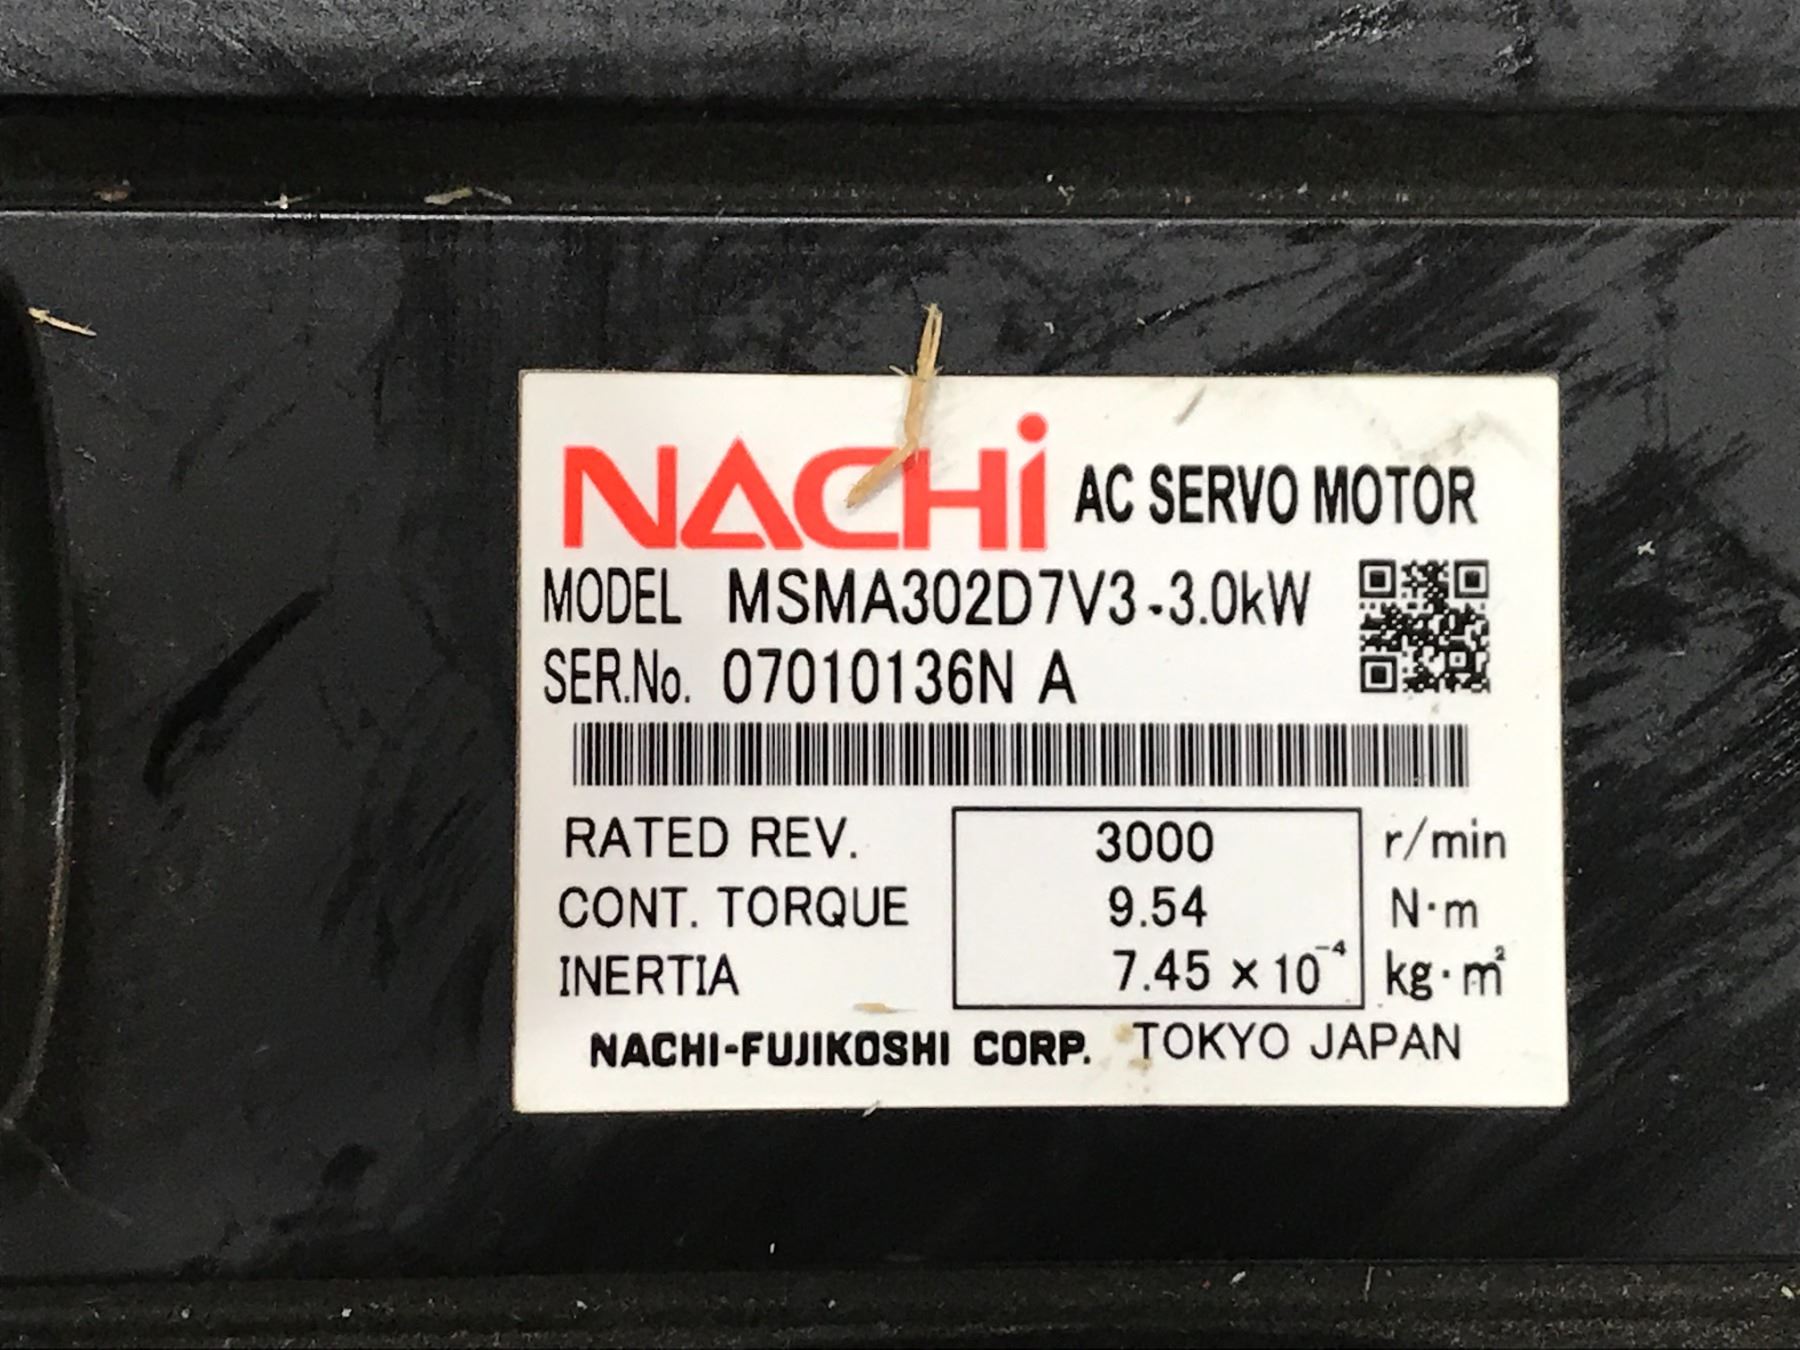 NACHi AC SERVO MOTOR
MODEL MSMA302D7V3-3.0kW
SER.No. 07010136N A
RATED REV. 3000 r/min
CONT. TORQUE 9.54 N·m
INERTIA 7.45 × 10⁻⁴ kg·m²
NACHI-FUJIKOSHI CORP. TOKYO JAPAN